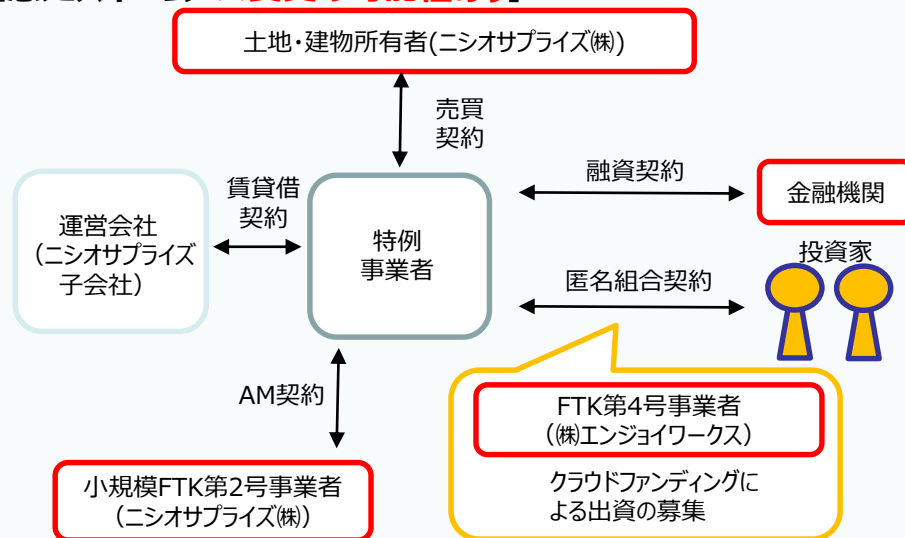 土地・建物所有者(ニシオサプライズ㈱)
売買
契約
賃貸借
契約
融資契約
金融機関
運営会社
（ニシオサプライズ
子会社）
特例
事業者
投資家
匿名組合契約
AM契約
FTK第4号事業者
（㈱エンジョイワークス）
小規模FTK第2号事業者
（ニシオサプライズ㈱）
クラウドファンディングに
よる出資の募集